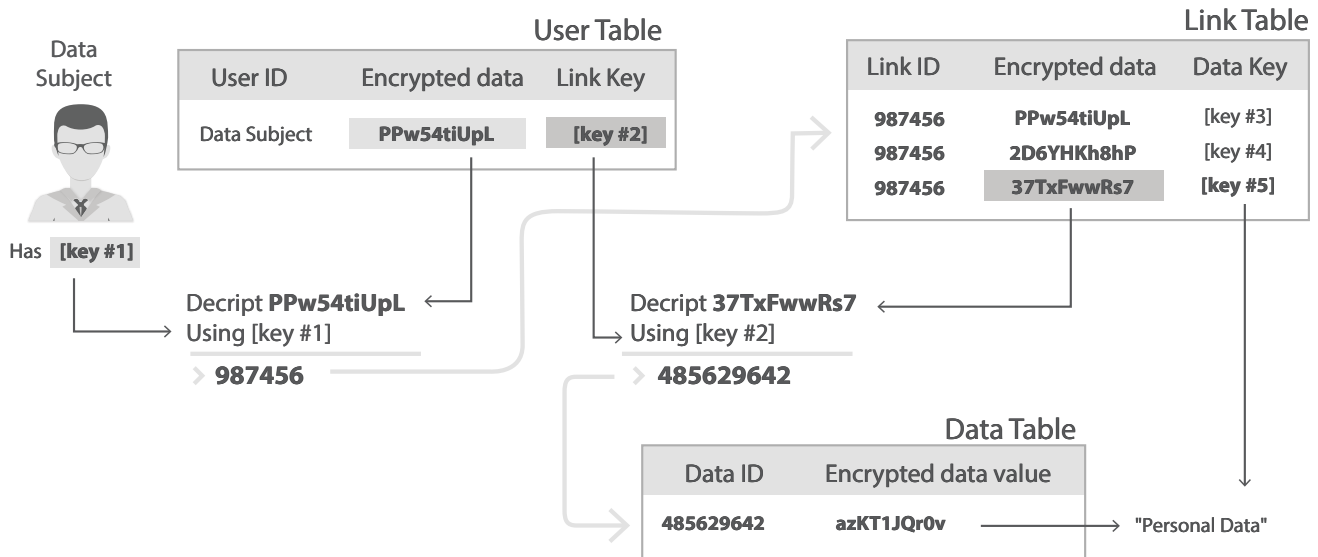 Data
Subject
Has [key #1]
User Table
User ID Encrypted data Link Key
Data Subject PPw54tiUpL [key #2]
Link Table
Link ID Encrypted data Data Key
987456 PPw54tiUpL [key #3]
987456 2D6YHKh8hP [key #4]
987456 37TxFwwRs7 [key #5]
Decript PPw54tiUpL
Using [key #1]
987456
Decript 37TxFwwRs7
Using [key #2]
485629642
Data Table
Data ID Encrypted data value
485629642 azKT1JQr0v "Personal Data"